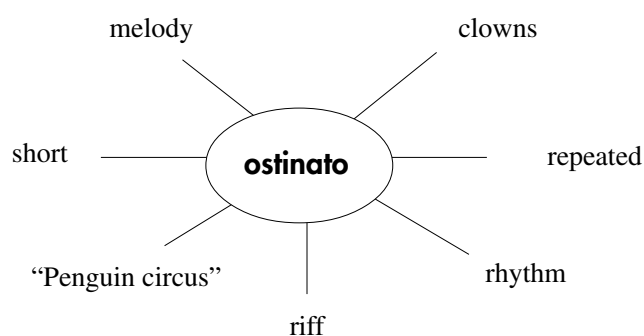 melody
clowns
short
ostinato
repeated
“Penguin circus”
rhythm
riff